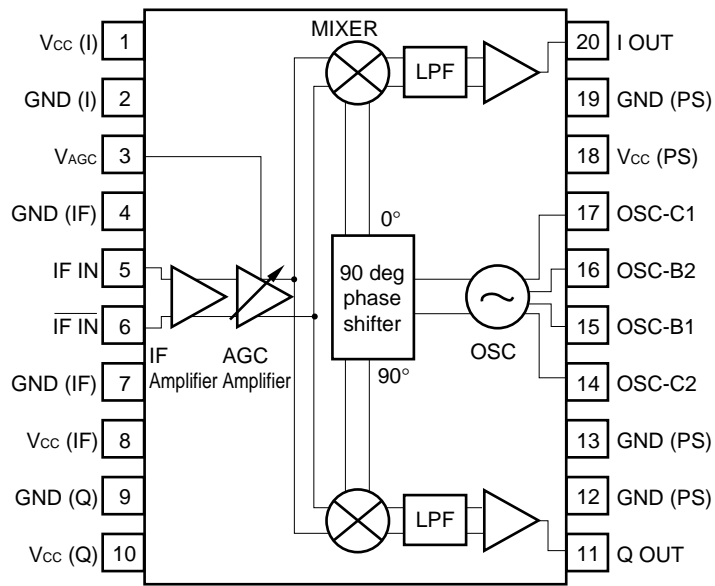 MIXER
VCC (I) 1
20 I OUT
LPF
GND (I) 2
19 GND (PS)
VAGC 3
18 VCC (PS)
GND (IF) 4
0°
17 OSC-C1
IF IN 5
90 deg
phase
shifter
16 OSC-B2
IF IN 6
15 OSC-B1
IF
Amplifier
AGC
Amplifier
OSC
GND (IF) 7
90°
14 OSC-C2
VCC (IF) 8
13 GND (PS)
GND (Q) 9
12 GND (PS)
LPF
VCC (Q) 10
11 Q OUT